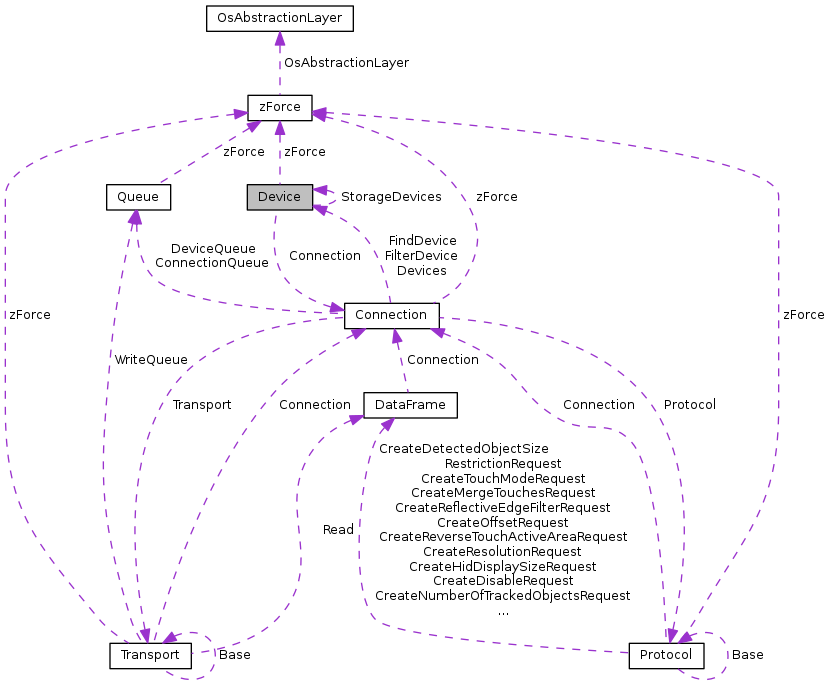 OsAbstractionLayer
OsAbstractionLayer
zForce
zForce
zForce
Queue
Device
StorageDevices
zForce
DeviceQueue
ConnectionQueue
Connection
FindDevice
FilterDevice
Devices
zForce
Connection
zForce
WriteQueue
Connection
DataFrame
Transport
Connection
Connection
Protocol
CreateDetectedObjectSize
RestrictionRequest
CreateTouchModeRequest
CreateMergeTouchesRequest
CreateReflectiveEdgeFilterRequest
CreateOffsetRequest
CreateReverseTouchActiveAreaRequest
CreateResolutionRequest
CreateHidDisplaySizeRequest
CreateDisableRequest
CreateNumberOfTrackedObjectsRequest
...
Read
Transport
Base
Protocol
Base